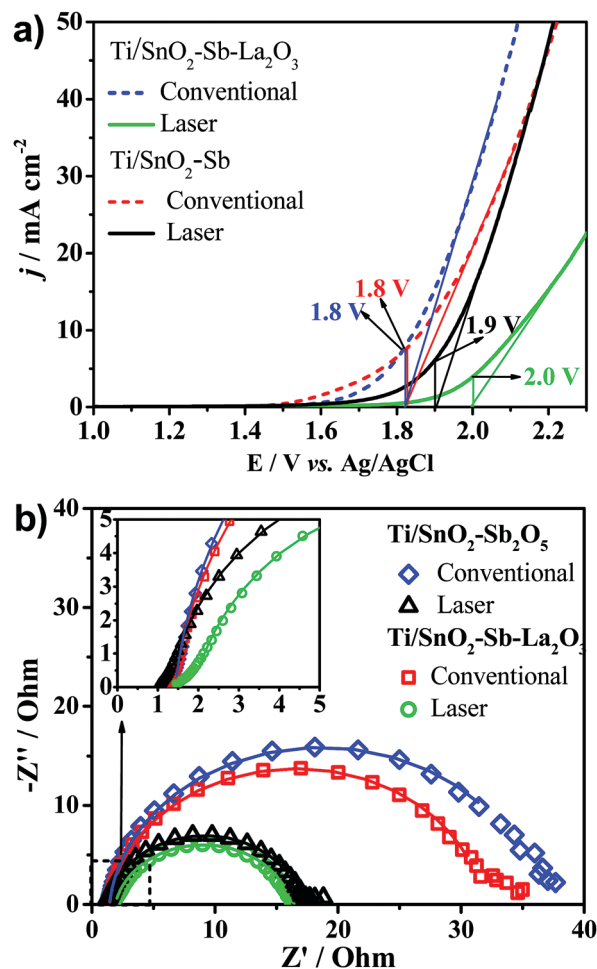 a)
Ti/SnO₂-Sb-La₂O₃
Conventional
Laser
Ti/SnO₂-Sb
Conventional
Laser
50
40
30
20
10
0
j / mA cm⁻²
1.8 V
1.8 V
1.9 V
2.0 V
1.0 1.2 1.4 1.6 1.8 2.0 2.2
E / V vs. Ag/AgCl
b)
Ti/SnO₂-Sb₂O₅
Conventional
Laser
Ti/SnO₂-Sb-La₂O₃
Conventional
Laser
5
4
3
2
1
0
0 1 2 3 4 5
40
30
20
10
0
-Z'' / Ohm
0 10 20 30 40
Z' / Ohm